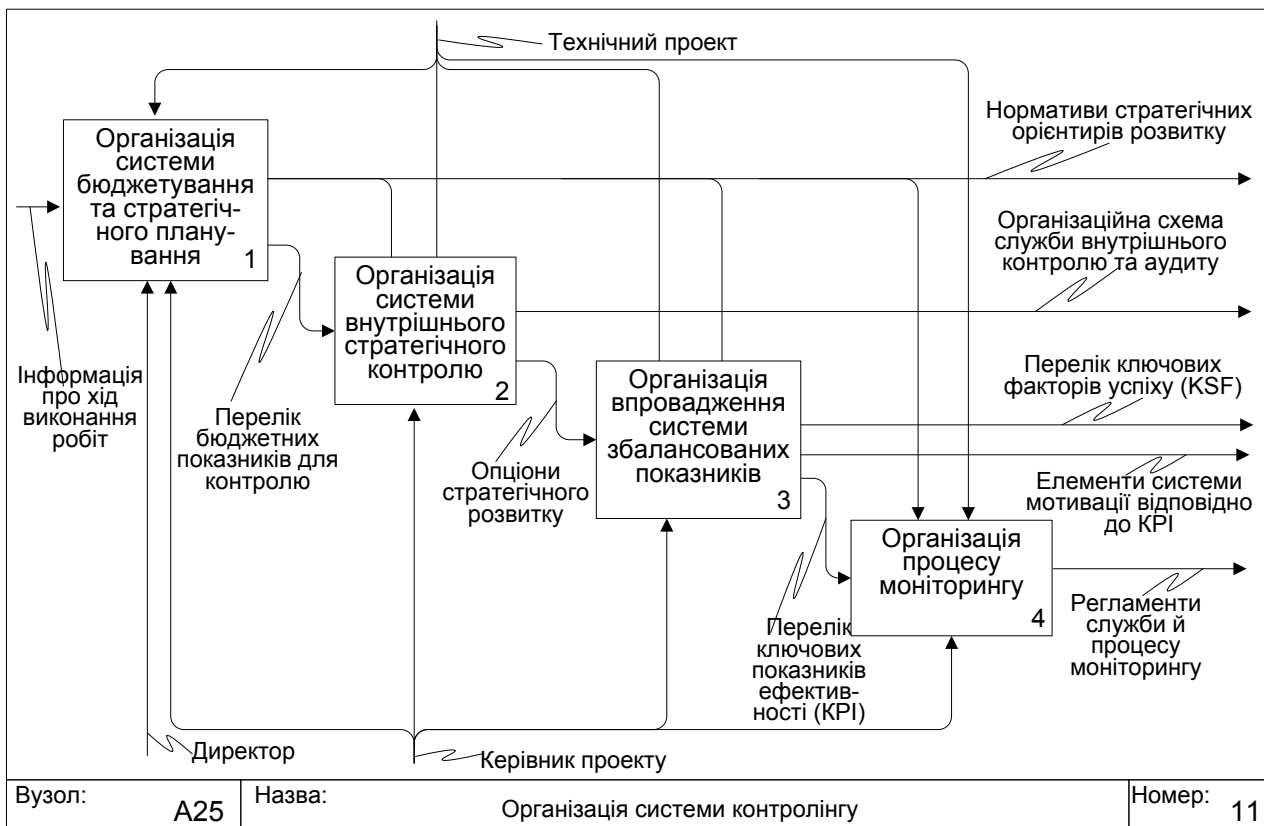 Технічний проект
Нормативи стратегічних
орієнтирів розвитку
Організація
системи
бюджетування
та стратегіч-
ного плану-
вання
1
Організаційна схема
служби внутрішнього
контролю та аудиту
Організація
системи
внутрішнього
стратегічного
контролю
2
Інформація
про хід
виконання
робіт
Перелік
бюджетних
показників для
контролю
Організація
впровадження
системи
збалансованих
показників
3
Перелік ключових
факторів успіху (KSF)
Опціони
стратегічного
розвитку
Елементи системи
мотивації відповідно
до КРІ
Організація
процесу
моніторингу
4
Перелік
ключових
показників
ефектив-
ності (КРІ)
Регламенти
служби й
процесу
моніторингу
Директор
Керівник проекту
Вузол:
А25
Назва:
Організація системи контролінгу
Номер:
11